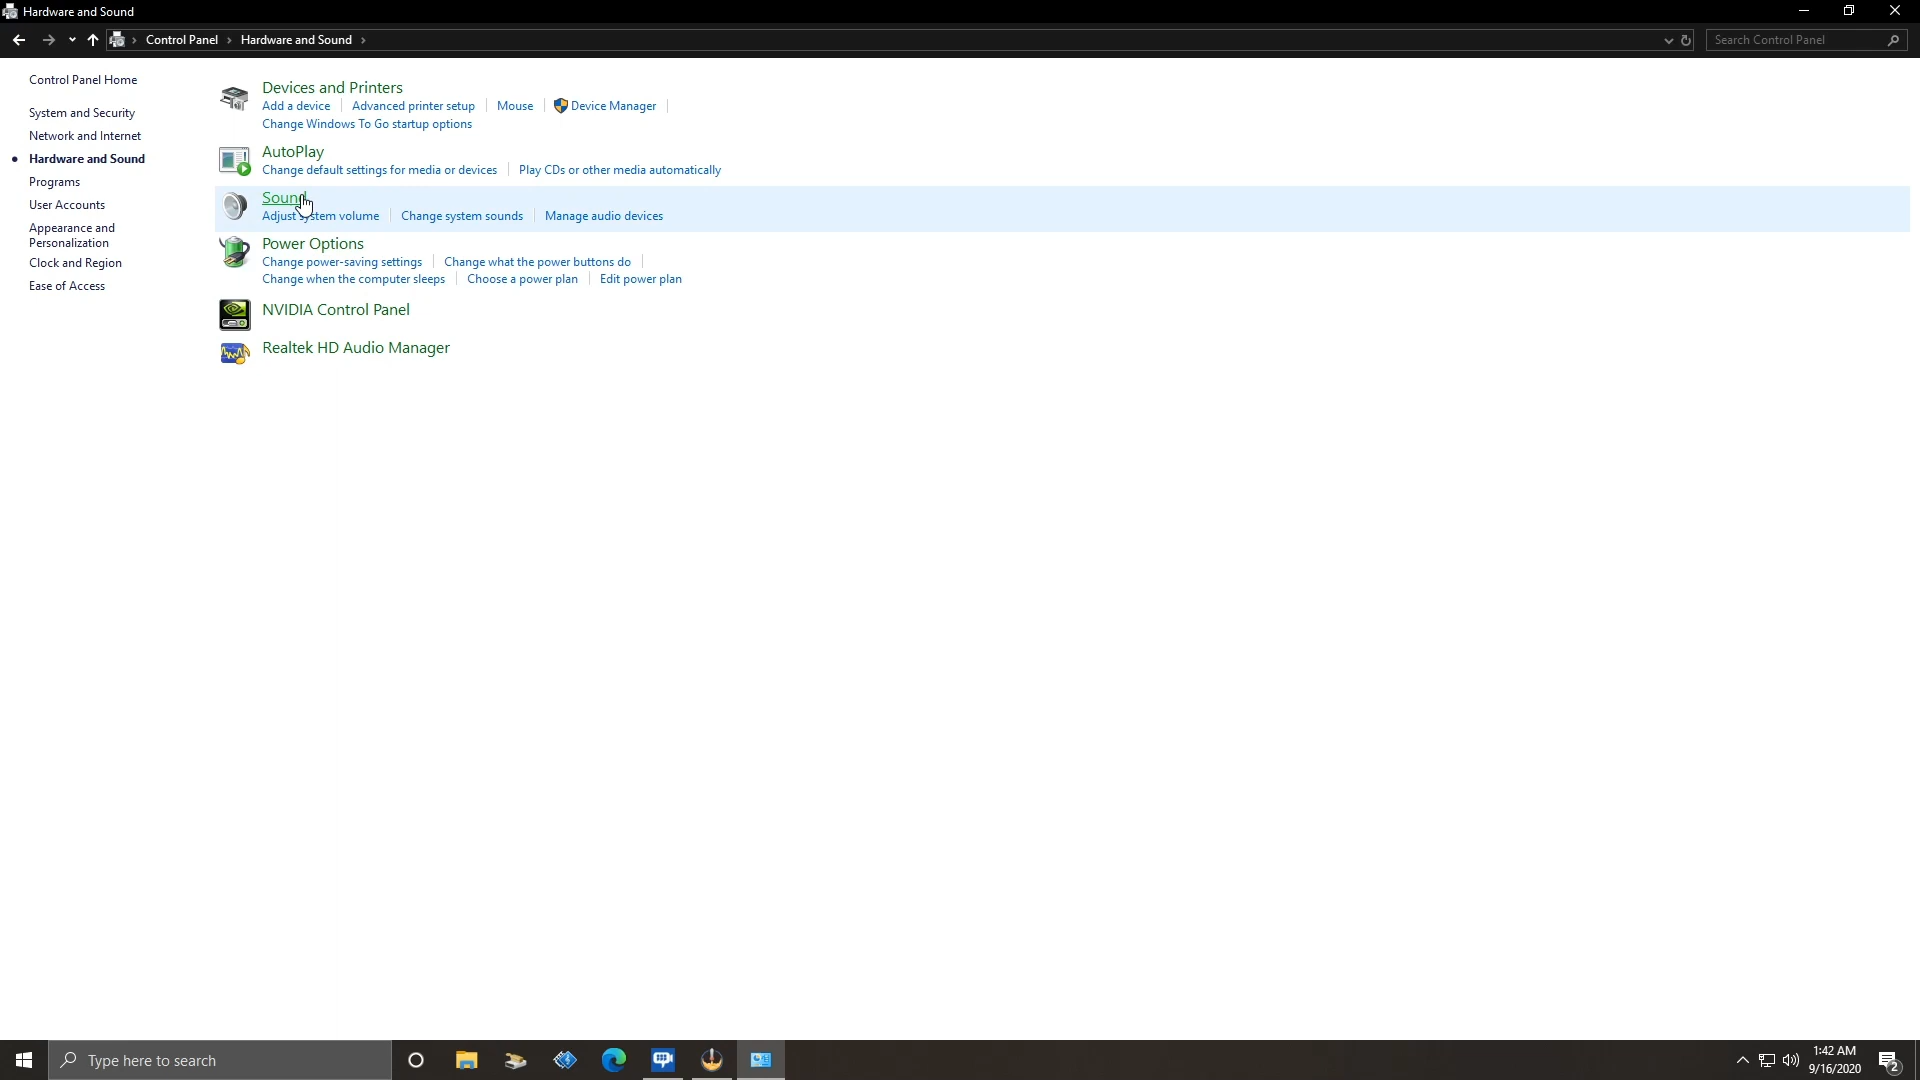 Hardware and Sound
Control Panel > Hardware and Sound >
Search Control Panel
Control Panel Home
System and Security
Network and Internet
Hardware and Sound
Programs
User Accounts
Appearance and
Personalization
Clock and Region
Ease of Access
Devices and Printers
Add a device
Advanced printer setup
Mouse
Device Manager
Change Windows To Go startup options
AutoPlay
Change default settings for media or devices
Play CDs or other media automatically
Sound
Adjust system volume
Change system sounds
Manage audio devices
Power Options
Change power-saving settings
Change what the power buttons do
Change when the computer sleeps
Choose a power plan
Edit power plan
NVIDIA Control Panel
Realtek HD Audio Manager
Type here to search
1:42 AM
9/16/2020
2